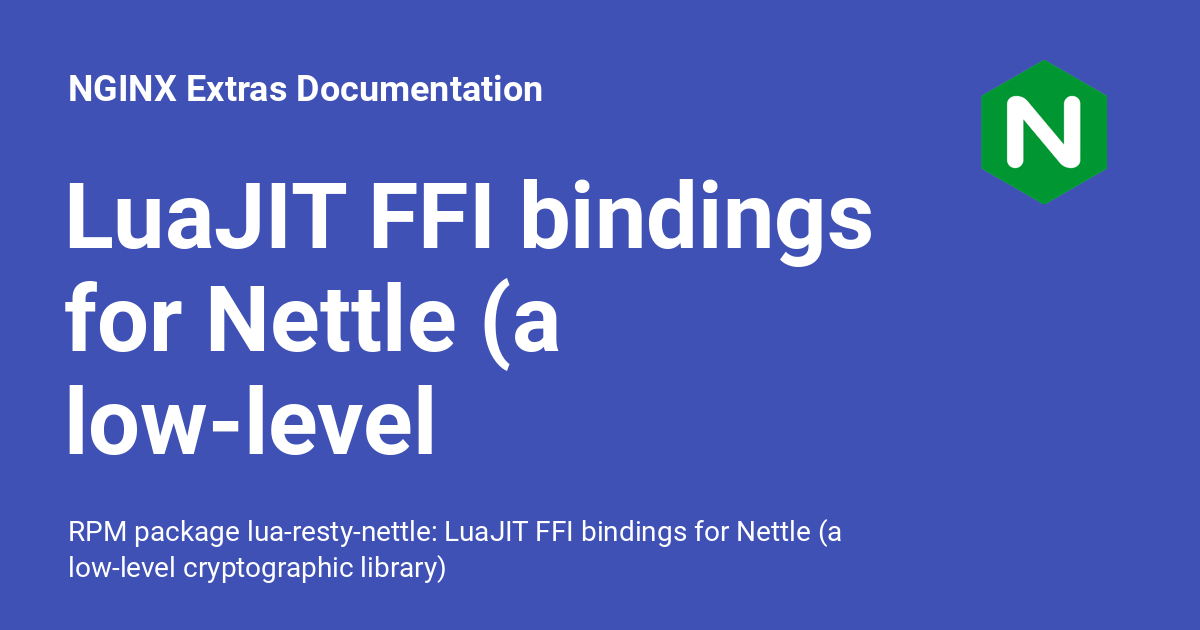 NGINX Extras Documentation
N
LuaJIT FFI bindings
for Nettle (a
low-level
RPM package lua-resty-nettle: LuaJIT FFI bindings for Nettle (a
low-level cryptographic library)